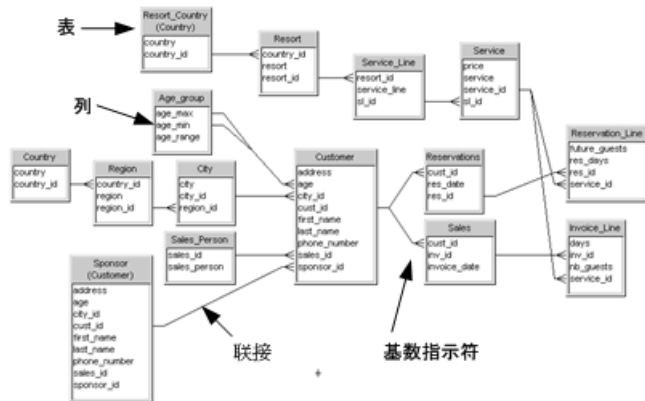 表
Resort_Country
(Country)
country
country_id
Resort
country_id
resort
resort_id
Service_Line
resort_id
service_line
sl_id
Service
price
service
service_id
sl_id
列
Age_group
age_max
age_min
age_range
Country
country
country_id
Region
country_id
region
region_id
City
city
city_id
region_id
Customer
address
age
city_id
cust_id
first_name
last_name
phone_number
sales_id
sponsor_id
Reservations
cust_id
res_date
res_id
Reservation_Line
future_guests
res_days
res_id
service_id
Sales_Person
sales_id
sales_person
Sales
cust_id
inv_id
invoice_date
Invoice_Line
days
inv_id
nb_guests
service_id
Sponsor
(Customer)
address
age
city_id
cust_id
first_name
last_name
phone_number
sales_id
sponsor_id
联接
基数指示符